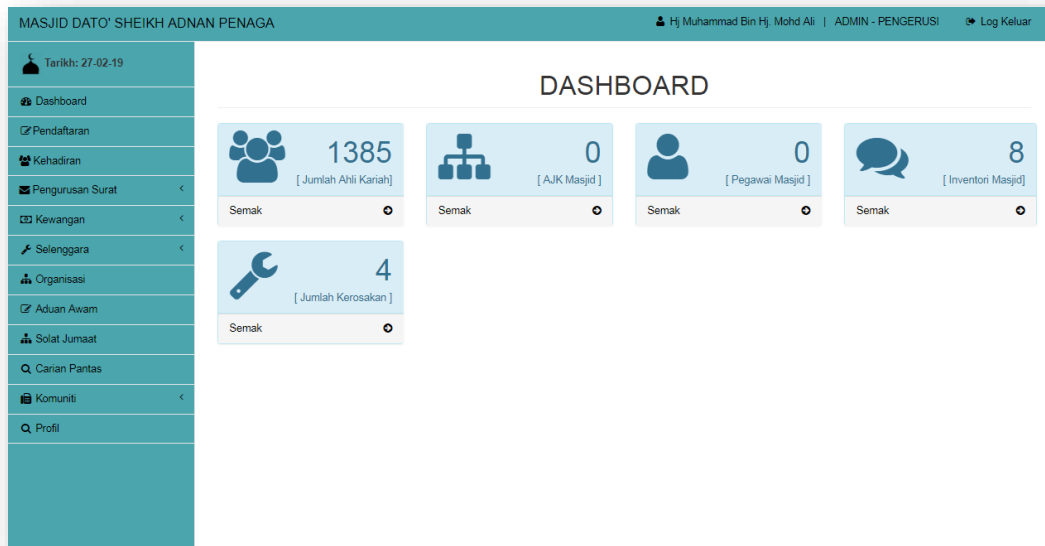 MASJID DATO' SHEIKH ADNAN PENAGA
Hj Muhammad Bin Hj. Mohd Ali | ADMIN - PENGERUSI Log Keluar
Tarikh: 27-02-19
Dashboard
Pendaftaran
Kehadiran
Pengurusan Surat
Kewangan
Selenggara
Organisasi
Aduan Awam
Solat Jumaat
Carian Pantas
Komuniti
Profil
DASHBOARD
1385
[ Jumlah Ahli Kariah]
Semak
0
[ AJK Masjid ]
Semak
0
[ Pegawai Masjid ]
Semak
8
[ Inventori Masjid]
Semak
4
[ Jumlah Kerosakan ]
Semak